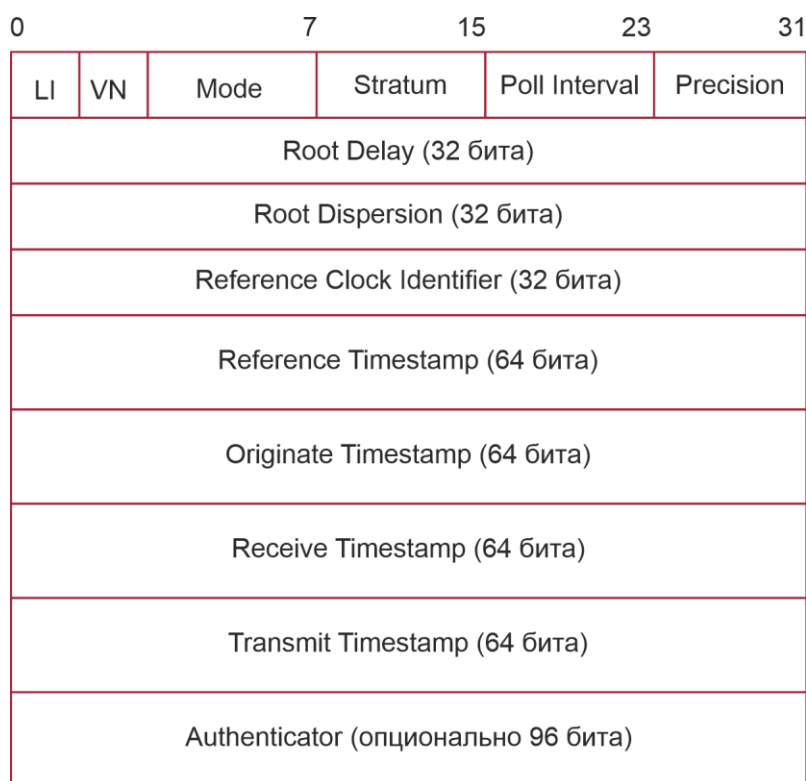 0 7 15 23 31
LI VN Mode Stratum Poll Interval Precision
Root Delay (32 бита)
Root Dispersion (32 бита)
Reference Clock Identifier (32 бита)
Reference Timestamp (64 бита)
Originate Timestamp (64 бита)
Receive Timestamp (64 бита)
Transmit Timestamp (64 бита)
Authenticator (опционально 96 бита)